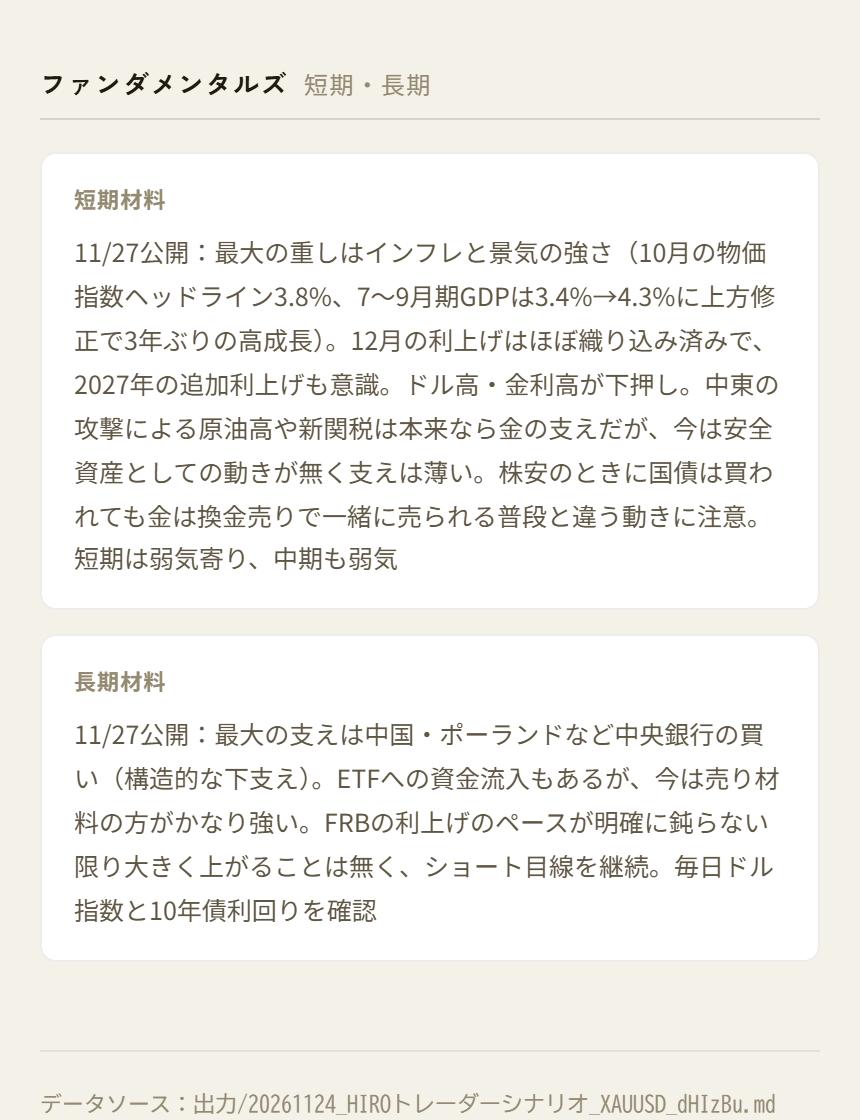 ファンダメンタルズ 短期・長期
短期材料
11/27公開：最大の重しはインフレと景気の強さ（10月の物価
指数ヘッドライン3.8%、7〜9月期GDPは3.4%→4.3%に上方修
正で3年ぶりの高成長）。12月の利上げはほぼ織り込み済みで、
2027年の追加利上げも意識。ドル高・金利高が下押し。中東の
攻撃による原油高や新関税は本来なら金の支えだが、今は安全
資産としての動きが無く支えは薄い。株安のときに国債は買わ
れても金は換金売りで一緒に売られる普段と違う動きに注意。
短期は弱気寄り、中期も弱気
長期材料
11/27公開：最大の支えは中国・ポーランドなど中央銀行の買
い（構造的な下支え）。ETFへの資金流入もあるが、今は売り材
料の方がかなり強い。FRBの利上げのペースが明確に鈍らない
限り大きく上がることは無く、ショート目線を継続。毎日ドル
指数と10年債利回りを確認
データソース：出力/20261124_HIROトレーダーシナリオ_XAUUSD_dHIzBu.md